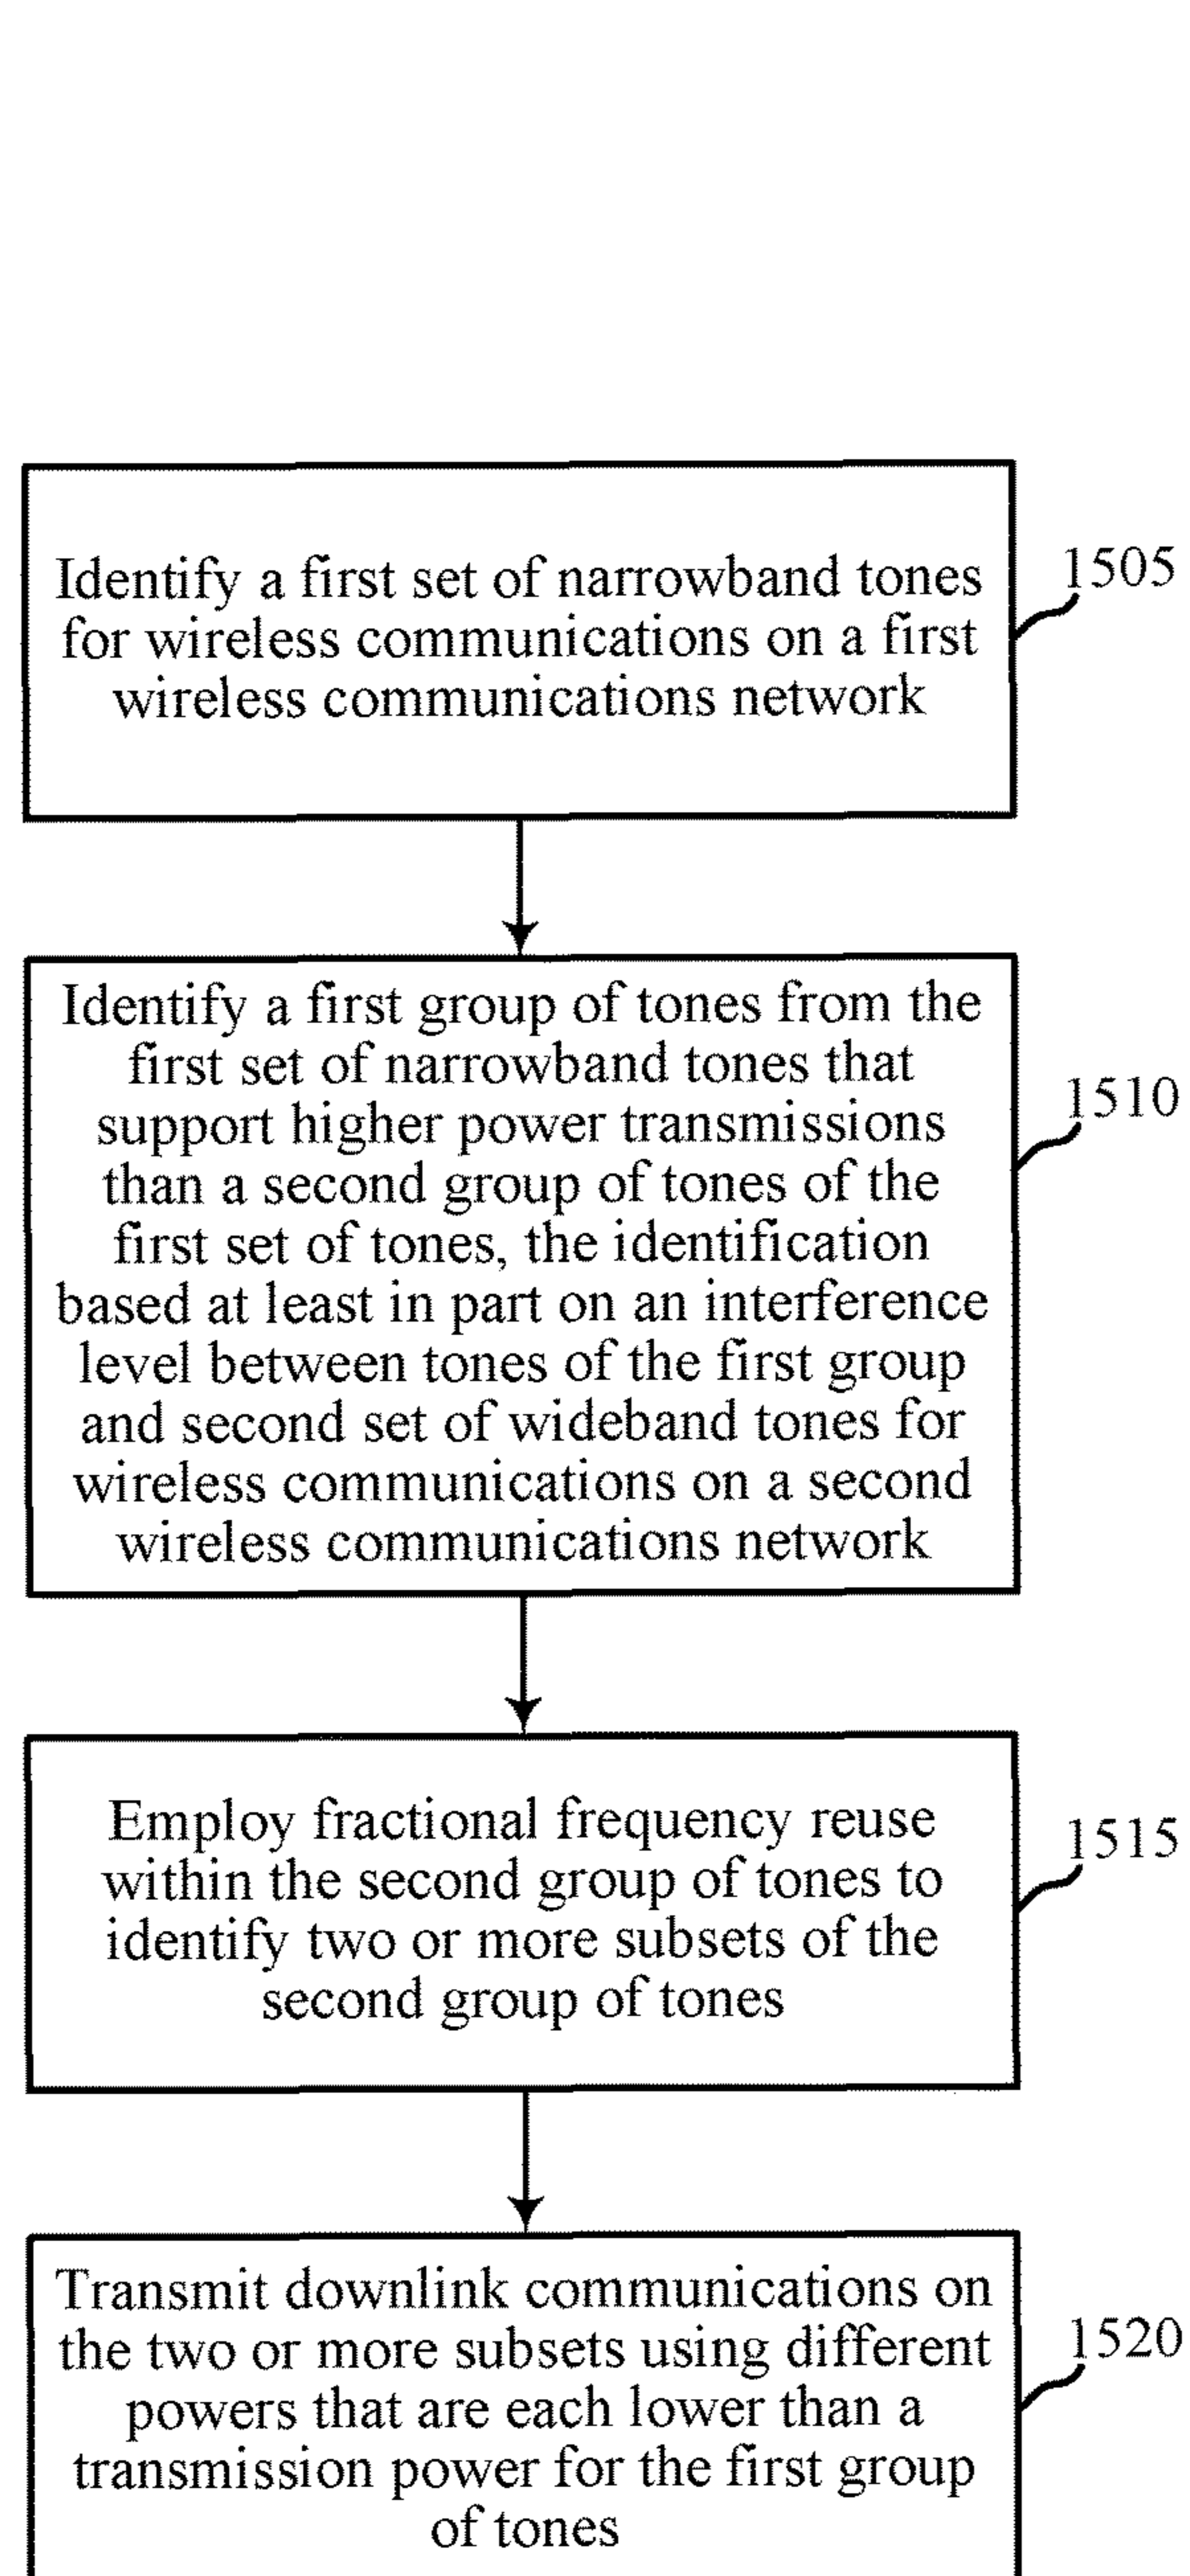 Identify a first set of narrowband tones
for wireless communications on a first
wireless communications network
1505
Identify a first group of tones from the
first set of narrowband tones that
support higher power transmissions
than a second group of tones of the
first set of tones, the identification
based at least in part on an interference
level between tones of the first group
and second set of wideband tones for
wireless communications on a second
wireless communications network
1510
Employ fractional frequency reuse
within the second group of tones to
identify two or more subsets of the
second group of tones
1515
Transmit downlink communications on
the two or more subsets using different
powers that are each lower than a
transmission power for the first group
of tones
1520